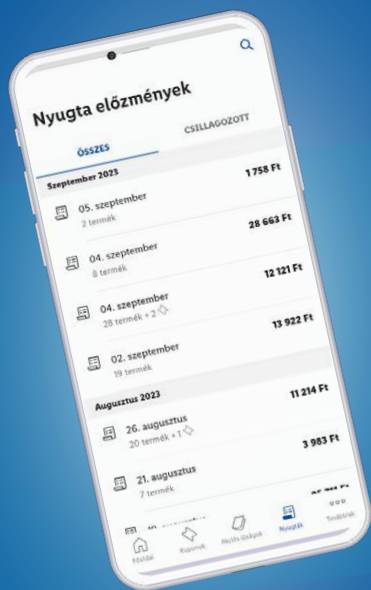 Nyugta előzmények
ÖSSZES
CSILLAGOZOTT
Szeptember 2023
05. szeptember
1 758 Ft
2 termék
04. szeptember
28 663 Ft
8 termék
04. szeptember
12 121 Ft
28 termék + 2
02. szeptember
13 922 Ft
19 termék
Augusztus 2023
26. augusztus
11 214 Ft
20 termék + 1
21. augusztus
3 983 Ft
7 termék
Főoldal
Kuponok
Akciós újságok
Nyugták
Továbbiak